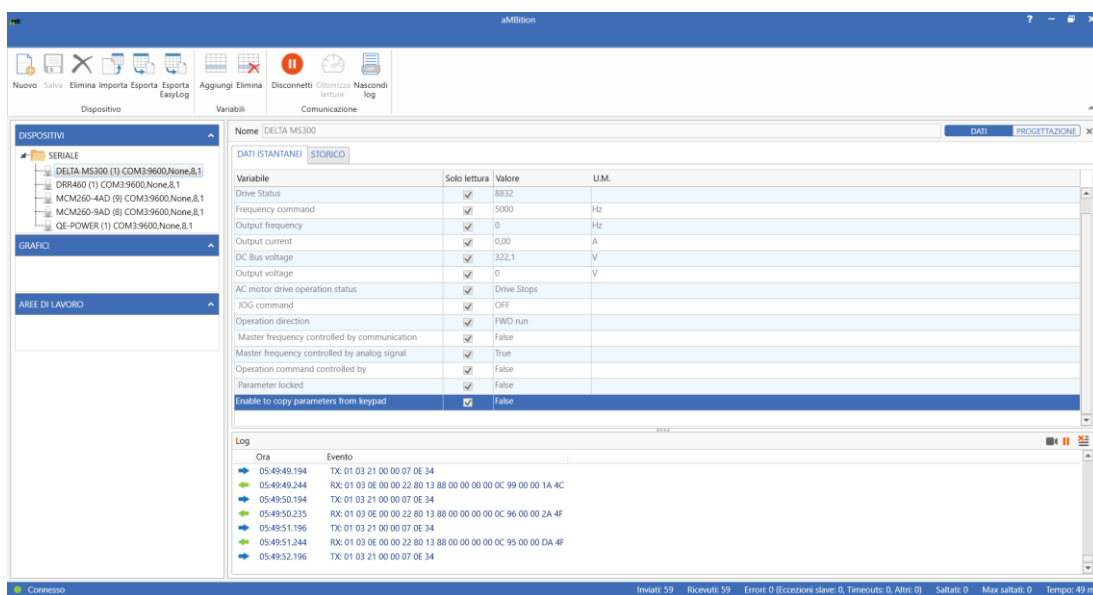 aMBition
?
Nuovo Salva Elimina Importa Esporta Esporta EasyLog Aggiungi Elimina Disconnetti Ottimizza letture Nascondi log
Dispositivo Variabili Comunicazione
DISPOSITIVI
SERIALE
DELTA MS300 (1) COM3:9600,None,8,1
DRR460 (1) COM3:9600,None,8,1
MCM260-4AD (9) COM3:9600,None,8,1
MCM260-9AD (8) COM3:9600,None,8,1
QE-POWER (1) COM3:9600,None,8,1
GRAFICI
AREE DI LAVORO
Nome DELTA MS300 DATI PROGETTAZIONE
DATI ISTANTANEI STORICO
Variabile Solo lettura Valore U.M.
Drive Status 8832
Frequency command 5000 Hz
Output frequency 0 Hz
Output current 0,00 A
DC Bus voltage 322,1 V
Output voltage 0 V
AC motor drive operation status Drive Stops
JOG command OFF
Operation direction FWD run
Master frequency controlled by communication False
Master frequency controlled by analog signal True
Operation command controlled by False
Parameter locked False
Enable to copy parameters from keypad False
Log
Ora Evento
05:49:49.194 TX: 01 03 21 00 00 07 0E 34
05:49:49.244 RX: 01 03 0E 00 00 22 80 13 88 00 00 00 00 0C 99 00 00 1A 4C
05:49:50.194 TX: 01 03 21 00 00 07 0E 34
05:49:50.235 RX: 01 03 0E 00 00 22 80 13 88 00 00 00 00 0C 96 00 00 2A 4F
05:49:51.196 TX: 01 03 21 00 00 07 0E 34
05:49:51.244 RX: 01 03 0E 00 00 22 80 13 88 00 00 00 00 0C 95 00 00 DA 4F
05:49:52.196 TX: 01 03 21 00 00 07 0E 34
Connesso Inviati: 59 Ricevuti: 59 Errori: 0 (Eccezioni slave: 0, Timeouts: 0, Altri: 0) Saltati: 0 Max saltati: 0 Tempo: 49 m